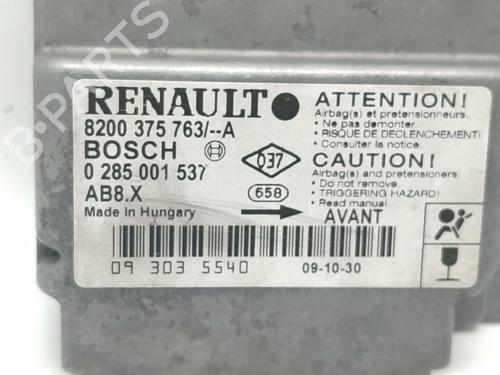 RENAULT
8200 375 763/--A
BOSCH
0 285 001 537
AB8.X
Made in Hungary
037
658
AVANT
ATTENTION!
Airbag(s) et pretensionneurs.
• Ne pas demonter.
• RISQUE DE DECLENCHEMENT!
• Consulter la notice.
CAUTION!
Airbag(s) and pretensioners.
• Do not remove.
• TRIGGERING HAZARD!
• Read manual.
09 303 5540
09-10-30
B-PARTS